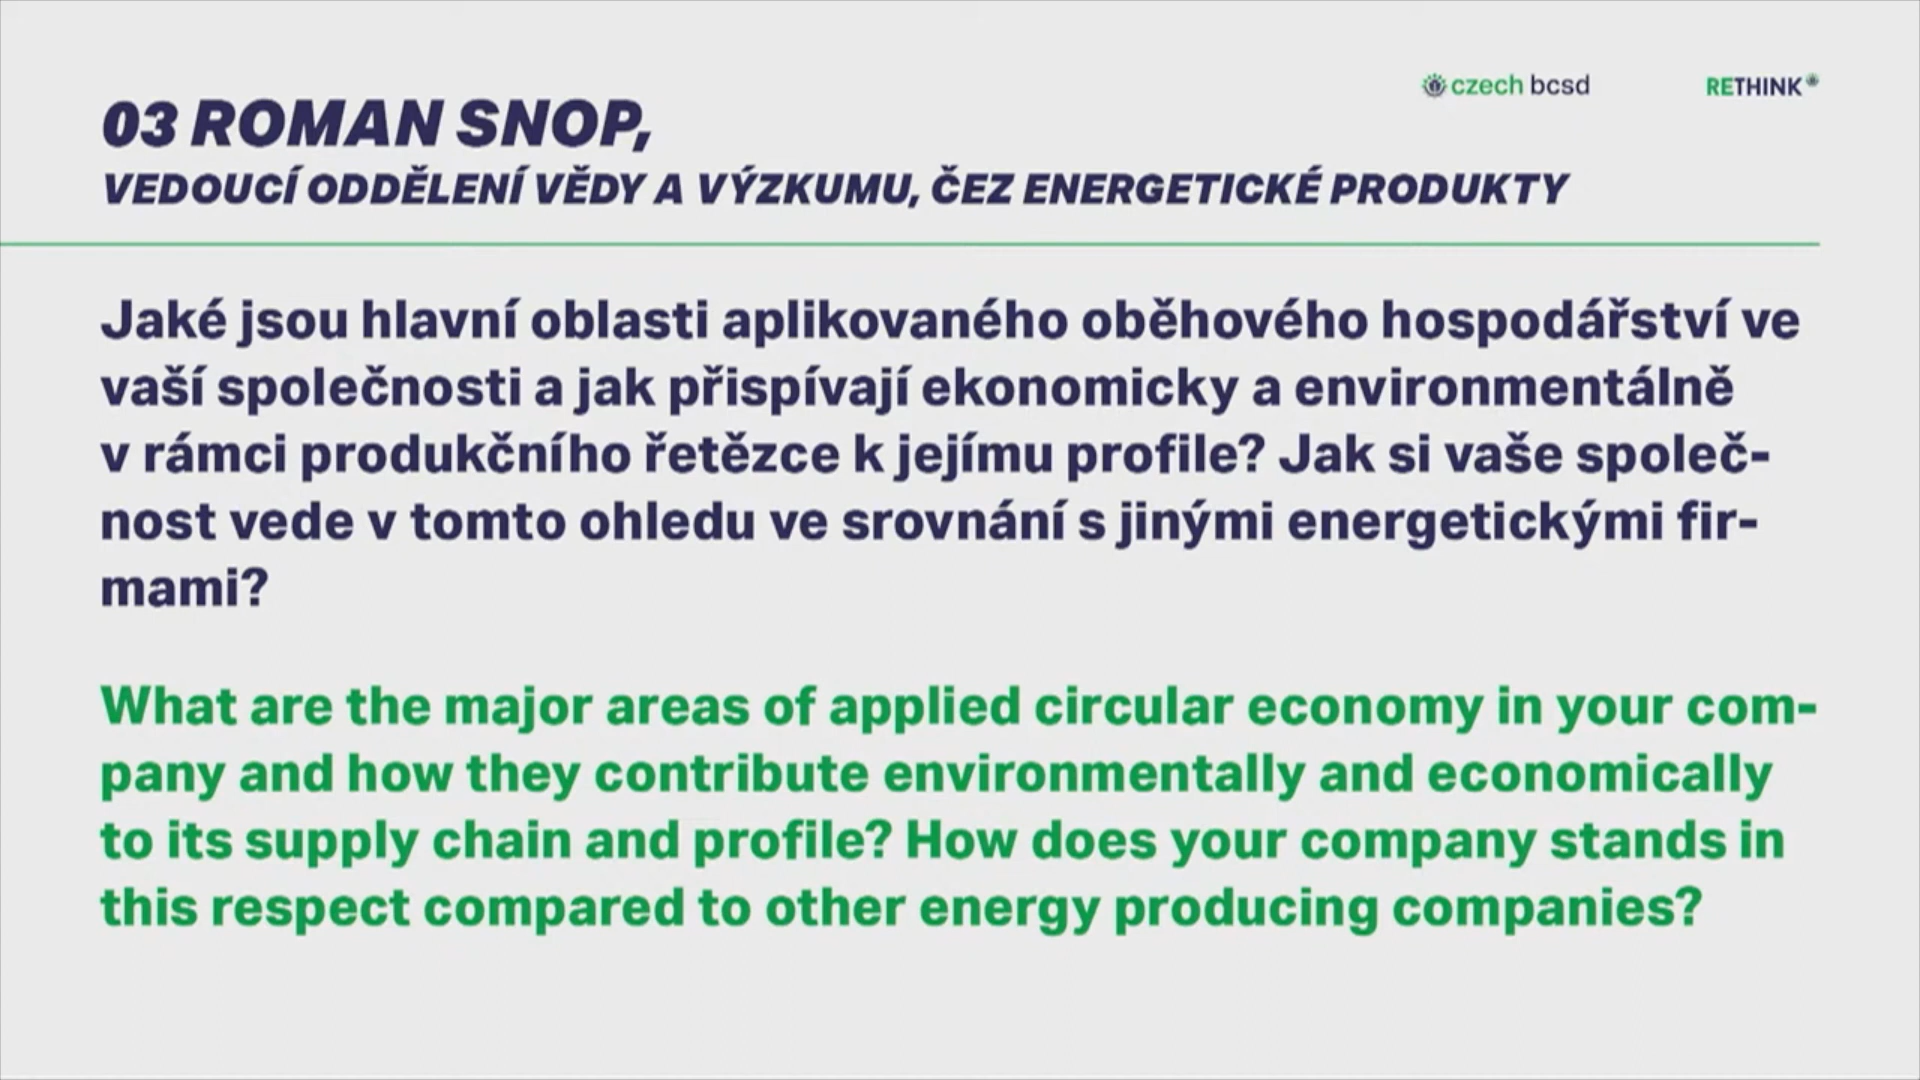 czech bcsd
RETHINK
03 ROMAN SNOP,
VEDOUCÍ ODDĚLENÍ VĚDY A VÝZKUMU, ČEZ ENERGETICKÉ PRODUKTY
Jaké jsou hlavní oblasti aplikovaného oběhového hospodářství ve
vaší společnosti a jak přispívají ekonomicky a environmentálně
v rámci produkčního řetězce k jejímu profile? Jak si vaše společ-
nost vede v tomto ohledu ve srovnání s jinými energetickými fir-
mami?
What are the major areas of applied circular economy in your com-
pany and how they contribute environmentally and economically
to its supply chain and profile? How does your company stands in
this respect compared to other energy producing companies?